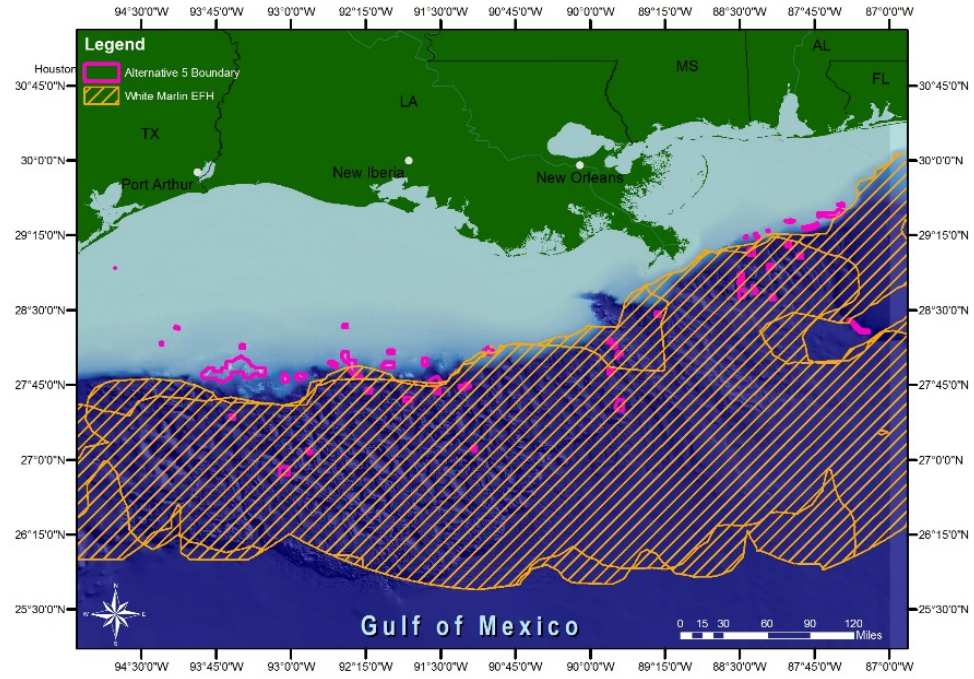 94°30'0"W 93°45'0"W 93°0'0"W 92°15'0"W 91°30'0"W 90°45'0"W 90°0'0"W 89°15'0"W 88°30'0"W 87°45'0"W 87°0'0"W
Legend
Alternative 5 Boundary
White Marlin EFH
Houston
AL
MS
FL
30°45'0"N 30°45'0"N
LA
TX
30°0'0"N 30°0'0"N
Port Arthur
New Iberia
New Orleans
29°15'0"N 29°15'0"N
28°30'0"N 28°30'0"N
27°45'0"N 27°45'0"N
27°0'0"N 27°0'0"N
26°15'0"N 26°15'0"N
25°30'0"N 25°30'0"N
N
W E
S
Gulf of Mexico
0 15 30 60 90 120
Miles
94°30'0"W 93°45'0"W 93°0'0"W 92°15'0"W 91°30'0"W 90°45'0"W 90°0'0"W 89°15'0"W 88°30'0"W 87°45'0"W 87°0'0"W